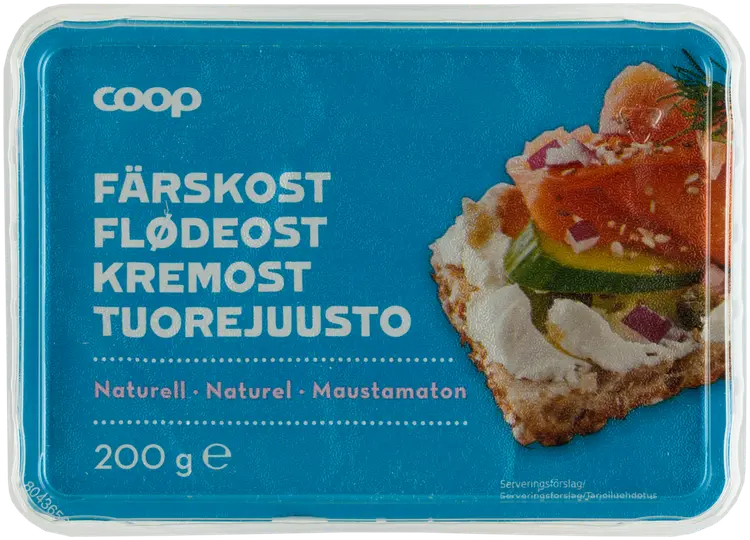 coop
FÄRSKOST
FLØDEOST
KREMOST
TUOREJUUSTO
Naturell · Naturel · Maustamaton
200 g ℮
Serveringsförslag/
Serveringsforslag/Tarjoiluehdotus